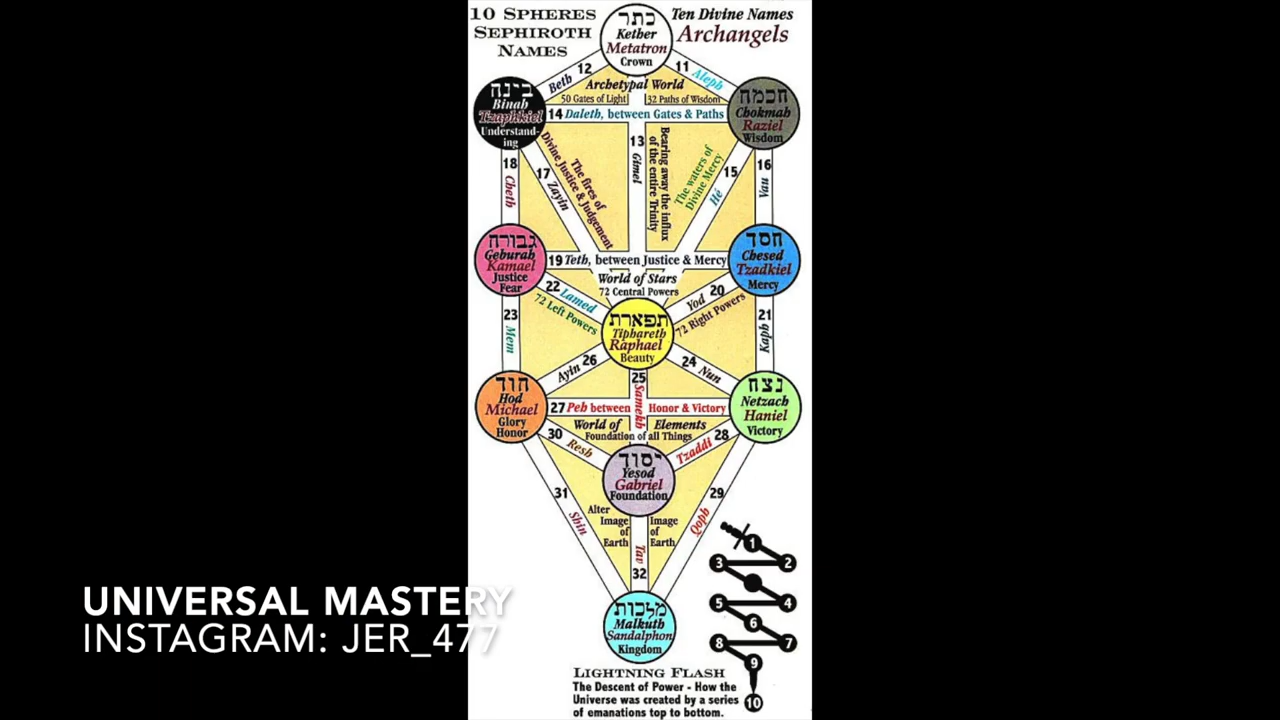 10 SPHERES
SEPHIROTH
NAMES
Ten Divine Names
Archangels
כתר
Kether
Metatron
Crown
12
Beth
11
Aleph
Archetypal World
50 Gates of Light
32 Paths of Wisdom
בינה
Binah
Tzaphkiel
Understand-
ing
חכמה
Chokmah
Raziel
Wisdom
14 Daleth, between Gates & Paths
13
Gimel
Bearing away the influx
of the entire Trinity
18
Cheth
17
Zayin
The fires of
Divine Justice & Judgement
The waters of
Divine Mercy
15
Hé
16
Vau
גבורה
Geburah
Kamael
Justice
Fear
חסד
Chesed
Tzadkiel
Mercy
19 Teth, between Justice & Mercy
World of Stars
72 Central Powers
22
Lamed
72 Left Powers
Yod 20
72 Right Powers
תפארת
Tiphareth
Raphael
Beauty
23
Mem
21
Kaph
Ayin 26
24 Nun
25
Samekh
הוד
Hod
Michael
Glory
Honor
נצח
Netzach
Haniel
Victory
27 Peh between Honor & Victory
World of Elements
Foundation of all Things
30
Resh
Tzaddi 28
יסוד
Yesod
Gabriel
Foundation
31
Shin
Alter
Image
of
Earth
Image
of
Earth
29
Qoph
Tav
32
מלכות
Malkuth
Sandalphon
Kingdom
1
3 2
5 4
6
8 7
9
10
LIGHTNING FLASH
The Descent of Power - How the
Universe was created by a series
of emanations top to bottom.
UNIVERSAL MASTERY
INSTAGRAM: JER_477